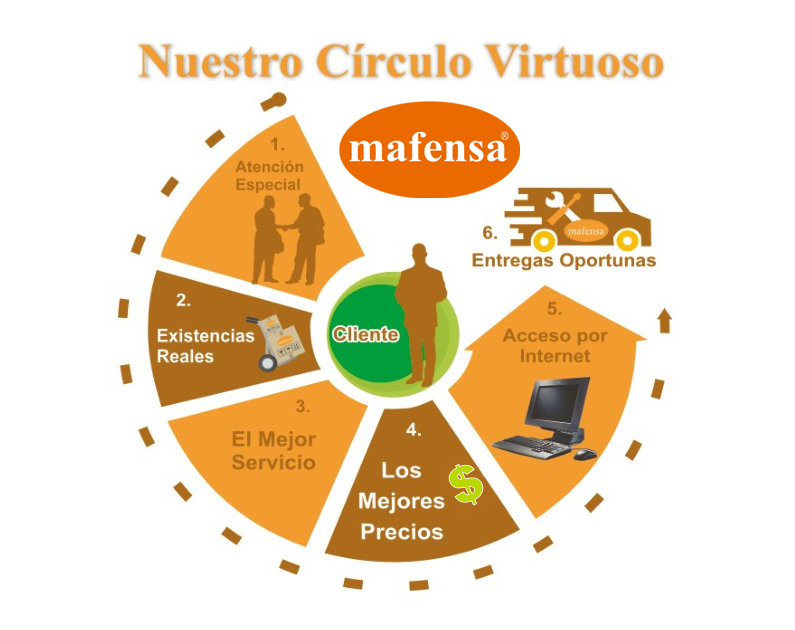 Nuestro Círculo Virtuoso
mafensa®
1.
Atención
Especial
2.
Existencias
Reales
3.
El Mejor
Servicio
4.
Los
Mejores
Precios
$
5.
Acceso por
Internet
6.
mafensa
Entregas Oportunas
Cliente